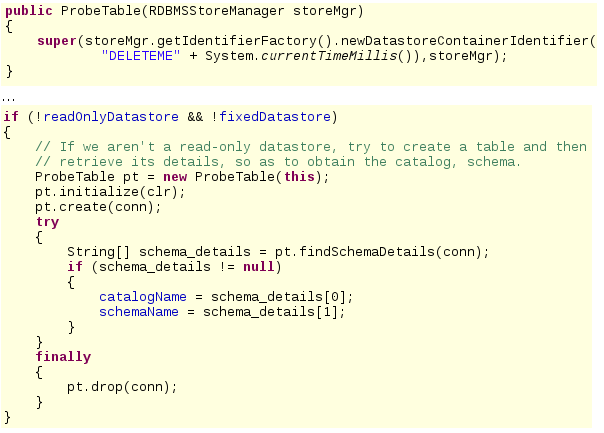 public ProbeTable(RDBMSStoreManager storeMgr)
{
    super(storeMgr.getIdentifierFactory().newDatastoreContainerIdentifier(
            "DELETEME" + System.currentTimeMillis()),storeMgr);
}
...
if (!readOnlyDatastore && !fixedDatastore)
{
    // If we aren't a read-only datastore, try to create a table and then
    // retrieve its details, so as to obtain the catalog, schema.
    ProbeTable pt = new ProbeTable(this);
    pt.initialize(clr);
    pt.create(conn);
    try
    {
        String[] schema_details = pt.findSchemaDetails(conn);
        if (schema_details != null)
        {
            catalogName = schema_details[0];
            schemaName = schema_details[1];
        }
    }
    finally
    {
        pt.drop(conn);
    }
}